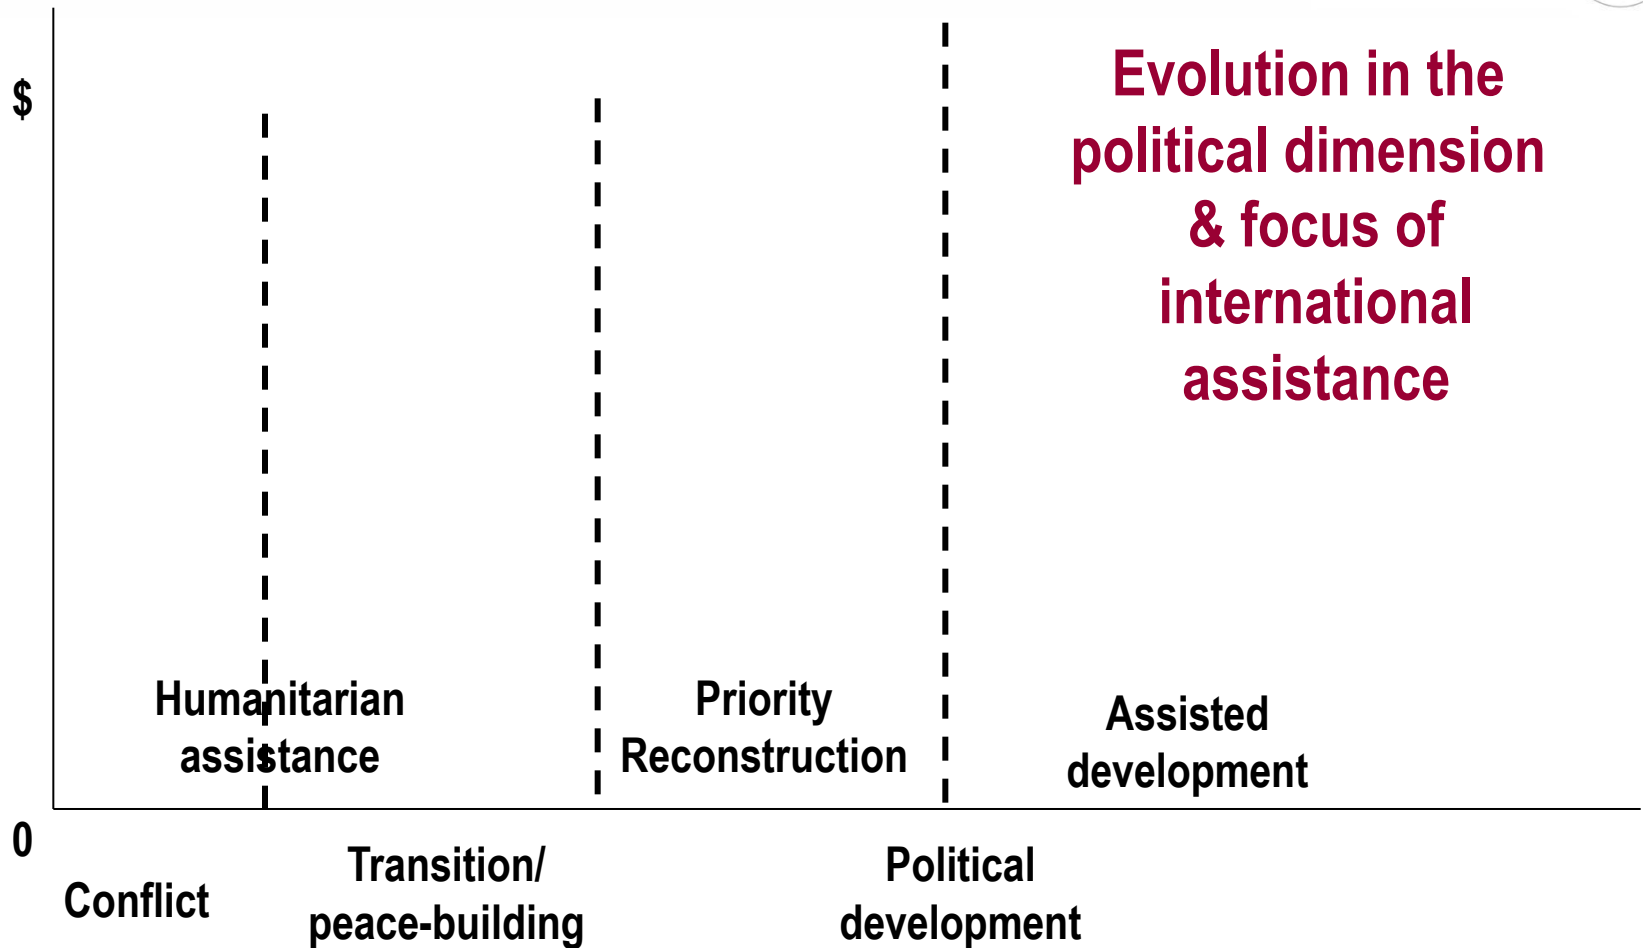 $
Evolution in the
political dimension
& focus of
international
assistance
Humanitarian
assistance
Priority
Reconstruction
Assisted
development
0
Conflict
Transition/
peace-building
Political
development